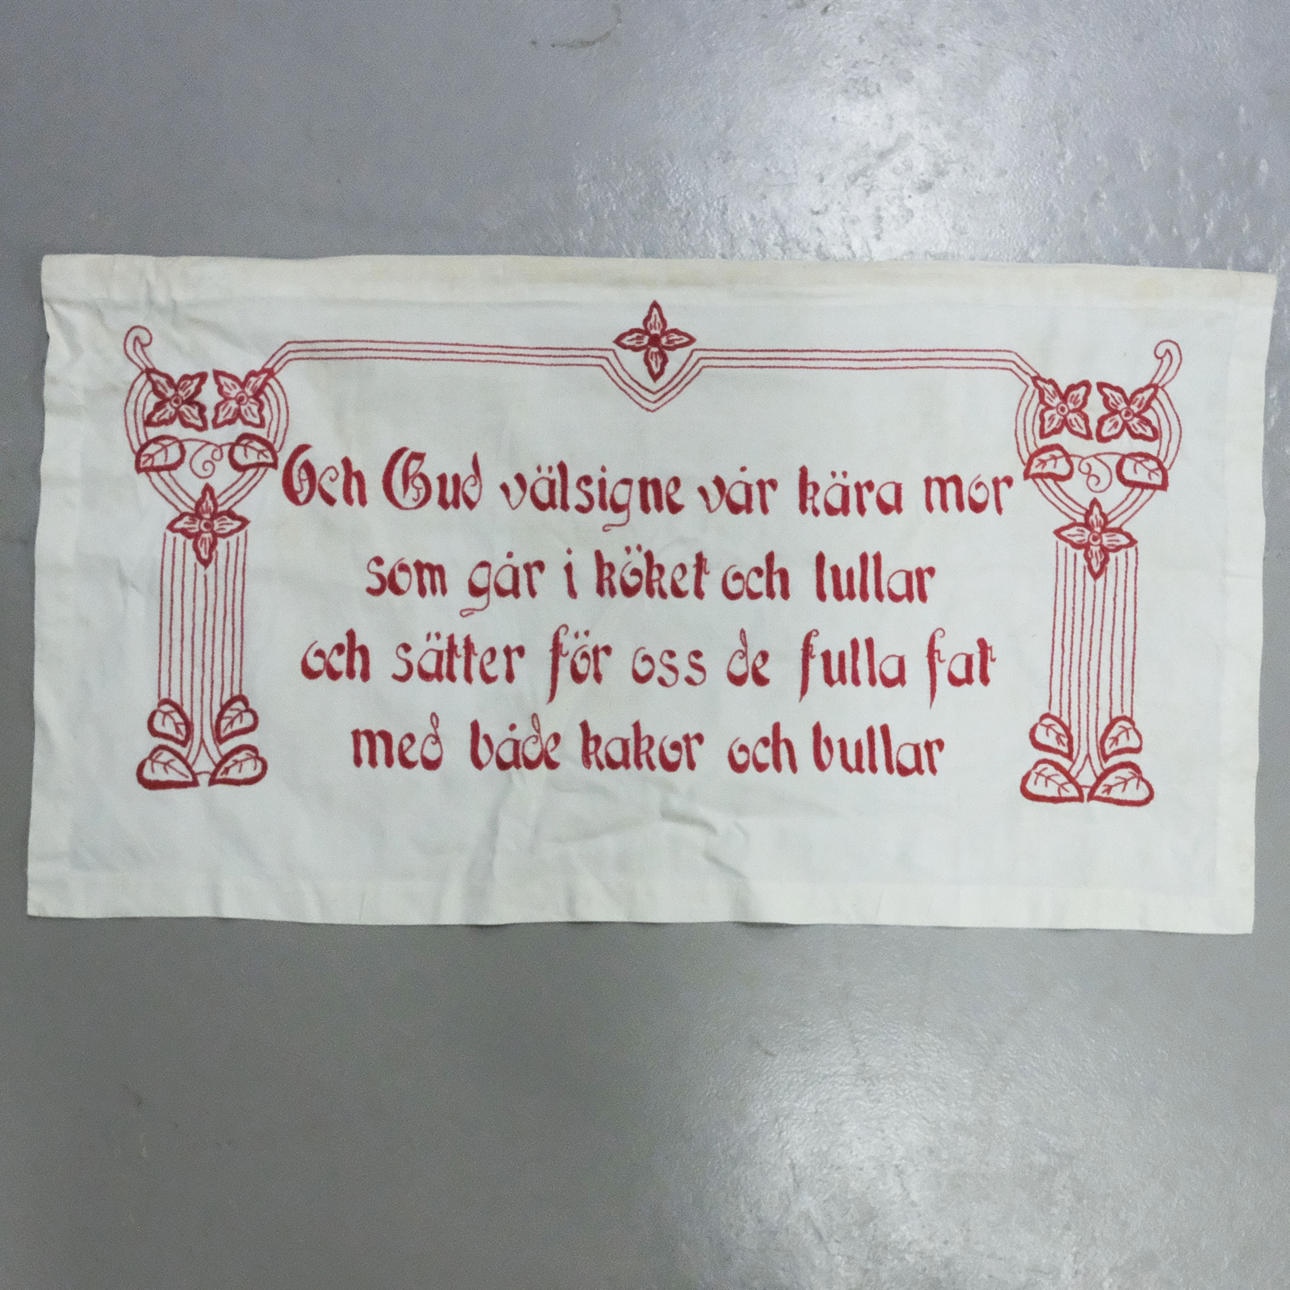 Och Gud välsigne vår kära mor
som går i köket och lullar
och sätter för oss de fulla fat
med både kakor och bullar